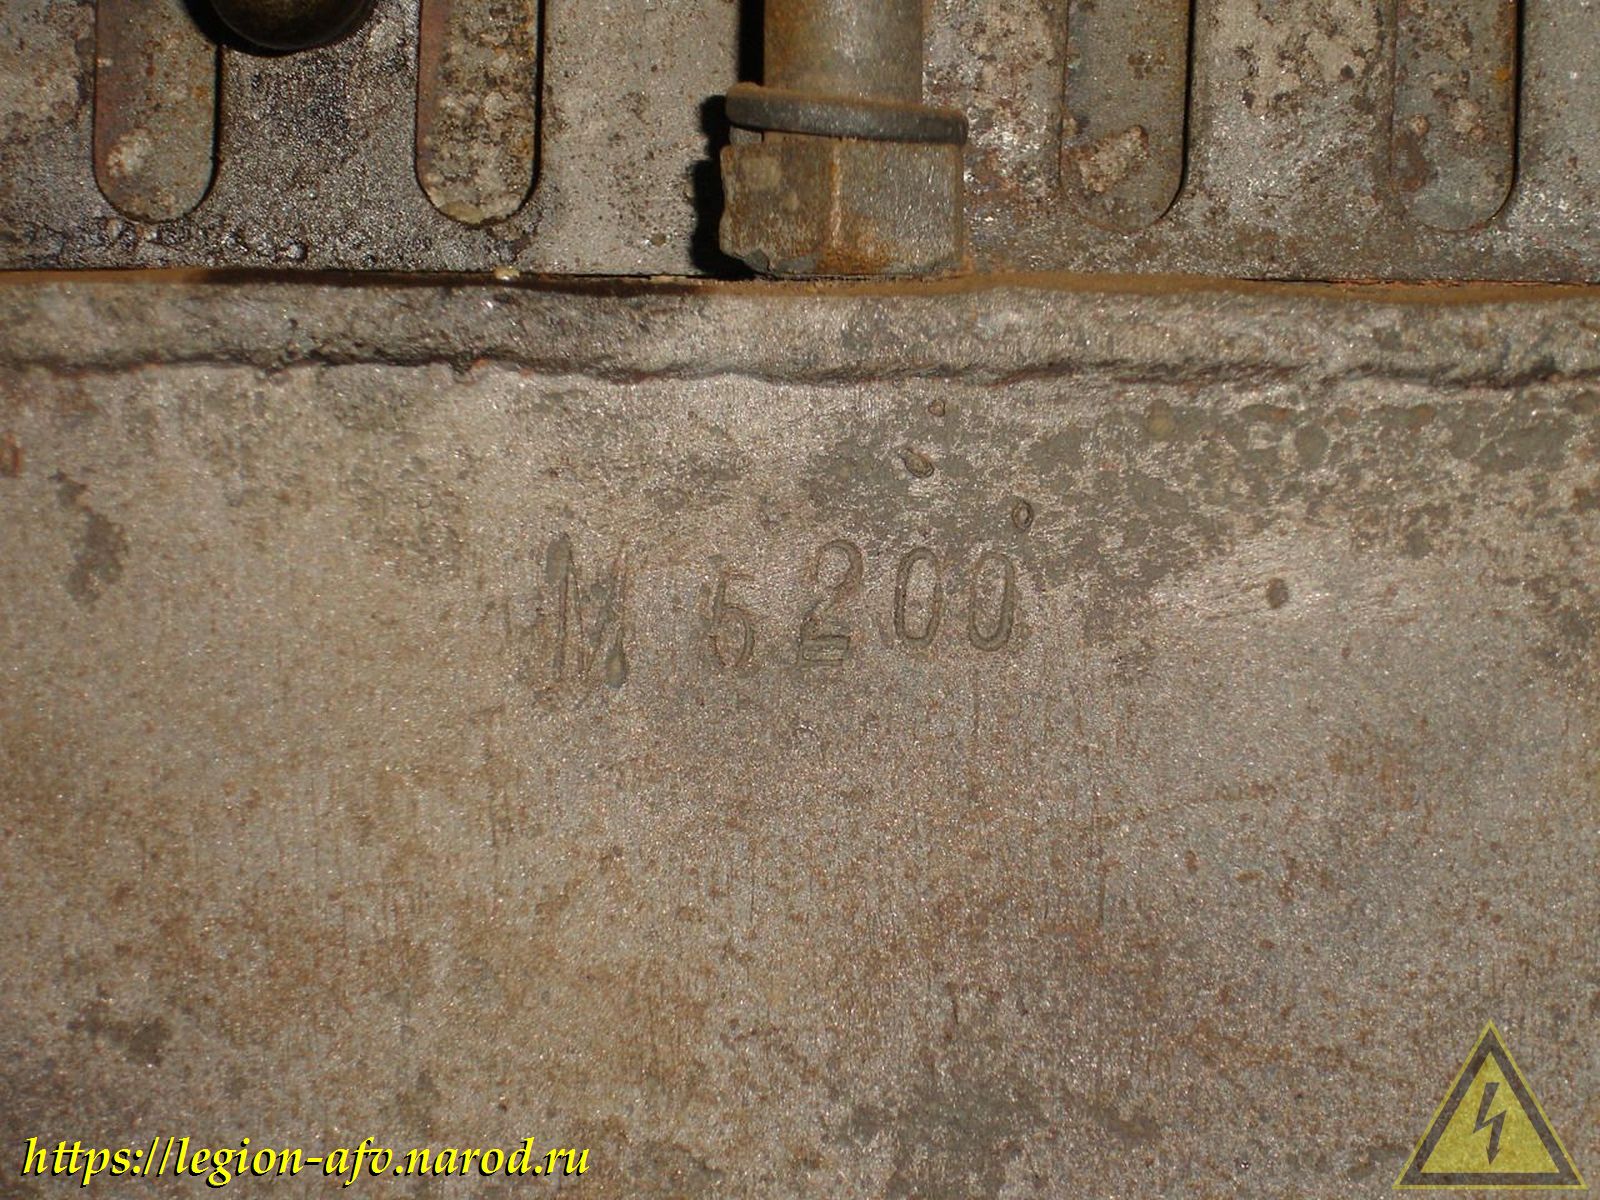 М 5200
https://legion-afv.narod.ru